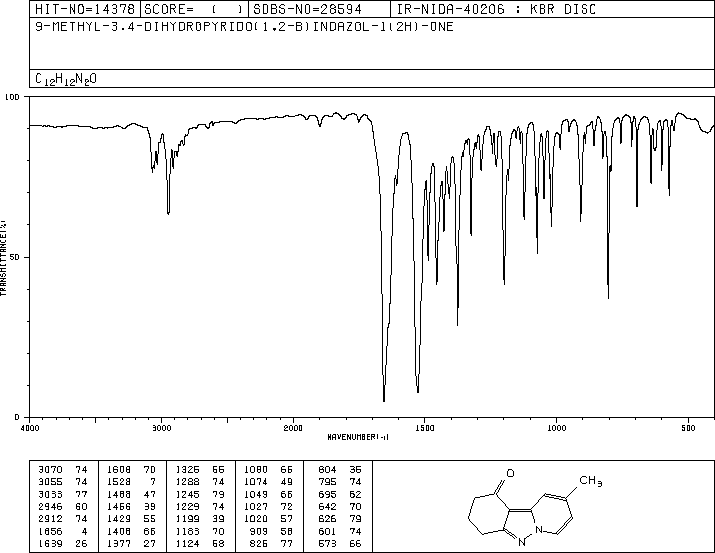 HIT-NO=14378 SCORE= ( ) SDBS-NO=28594 IR-NIDA-40206 : KBR DISC
9-METHYL-3,4-DIHYDROPYRIDO(1,2-B)INDAZOL-1(2H)-ONE
C12H12N2O
100
50
0
TRANSMITTANCE(%)
4000 3000 2000 1500 1000 500
WAVENUMBER(-1)
3070 74 1608 70 1326 55 1080 66 804 35
3055 74 1528 7 1288 74 1074 49 795 74
3033 77 1488 47 1245 79 1049 66 695 62
2946 60 1456 39 1229 74 1027 72 642 70
2912 74 1429 55 1199 39 1020 57 626 79
1656 4 1408 66 1183 70 909 58 601 74
1639 26 1377 27 1124 58 826 77 573 66
O
CH3
N
N